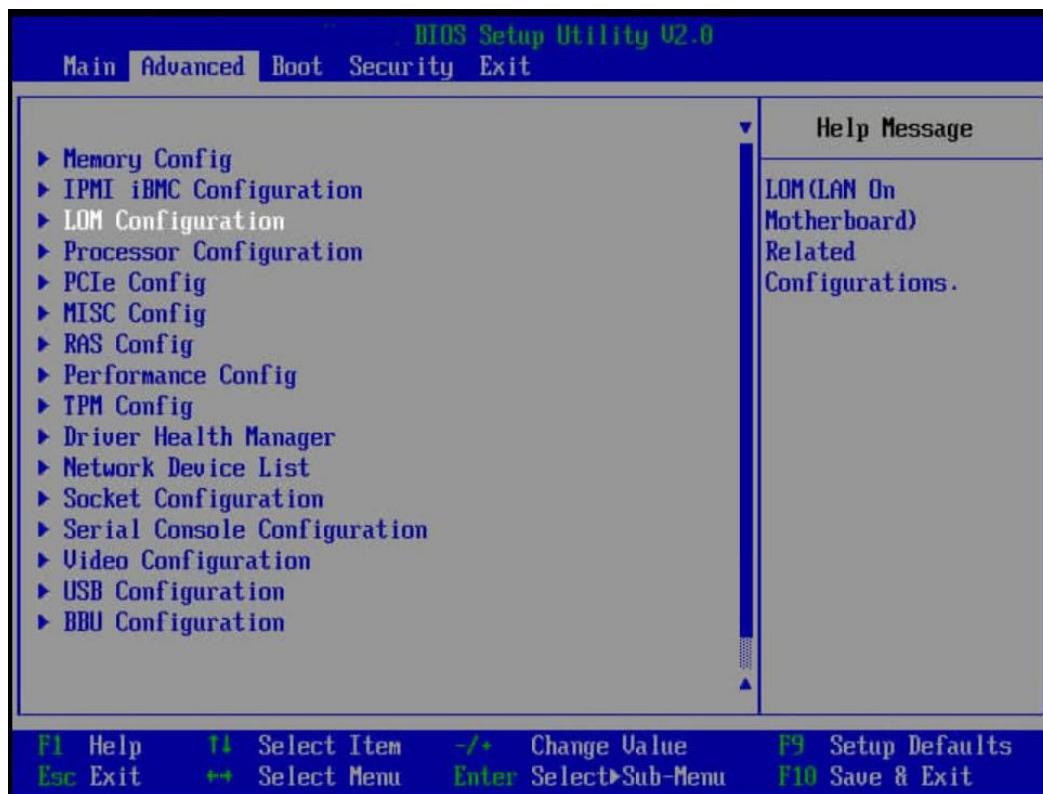 BIOS Setup Utility V2.0
Main Advanced Boot Security Exit
Help Message
▶ Memory Config
▶ IPMI iBMC Configuration
▶ LOM Configuration
▶ Processor Configuration
▶ PCIe Config
▶ MISC Config
▶ RAS Config
▶ Performance Config
▶ TPM Config
▶ Driver Health Manager
▶ Network Device List
▶ Socket Configuration
▶ Serial Console Configuration
▶ Video Configuration
▶ USB Configuration
▶ BBU Configuration
LOM(LAN On
Motherboard)
Related
Configurations.
F1 Help ↑↓ Select Item -/+ Change Value F9 Setup Defaults
Esc Exit ←→ Select Menu Enter Select▶Sub-Menu F10 Save & Exit